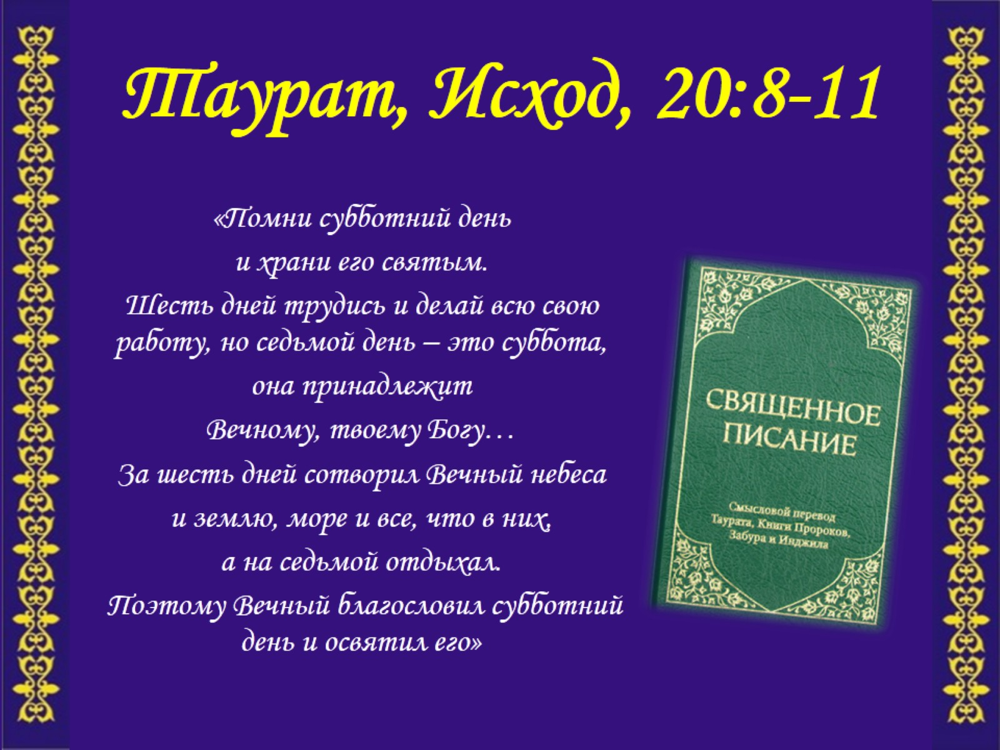 Таурат, Исход, 20:8-11
«Помни субботний день
и храни его святым.
Шесть дней трудись и делай всю свою
работу, но седьмой день – это суббота,
она принадлежит
Вечному, твоему Богу…
За шесть дней сотворил Вечный небеса
и землю, море и все, что в них,
а на седьмой отдыхал.
Поэтому Вечный благословил субботний
день и освятил его»
СВЯЩЕННОЕ
ПИСАНИЕ
Смысловой перевод
Таурата, Книги Пророков,
Забура и Инджила